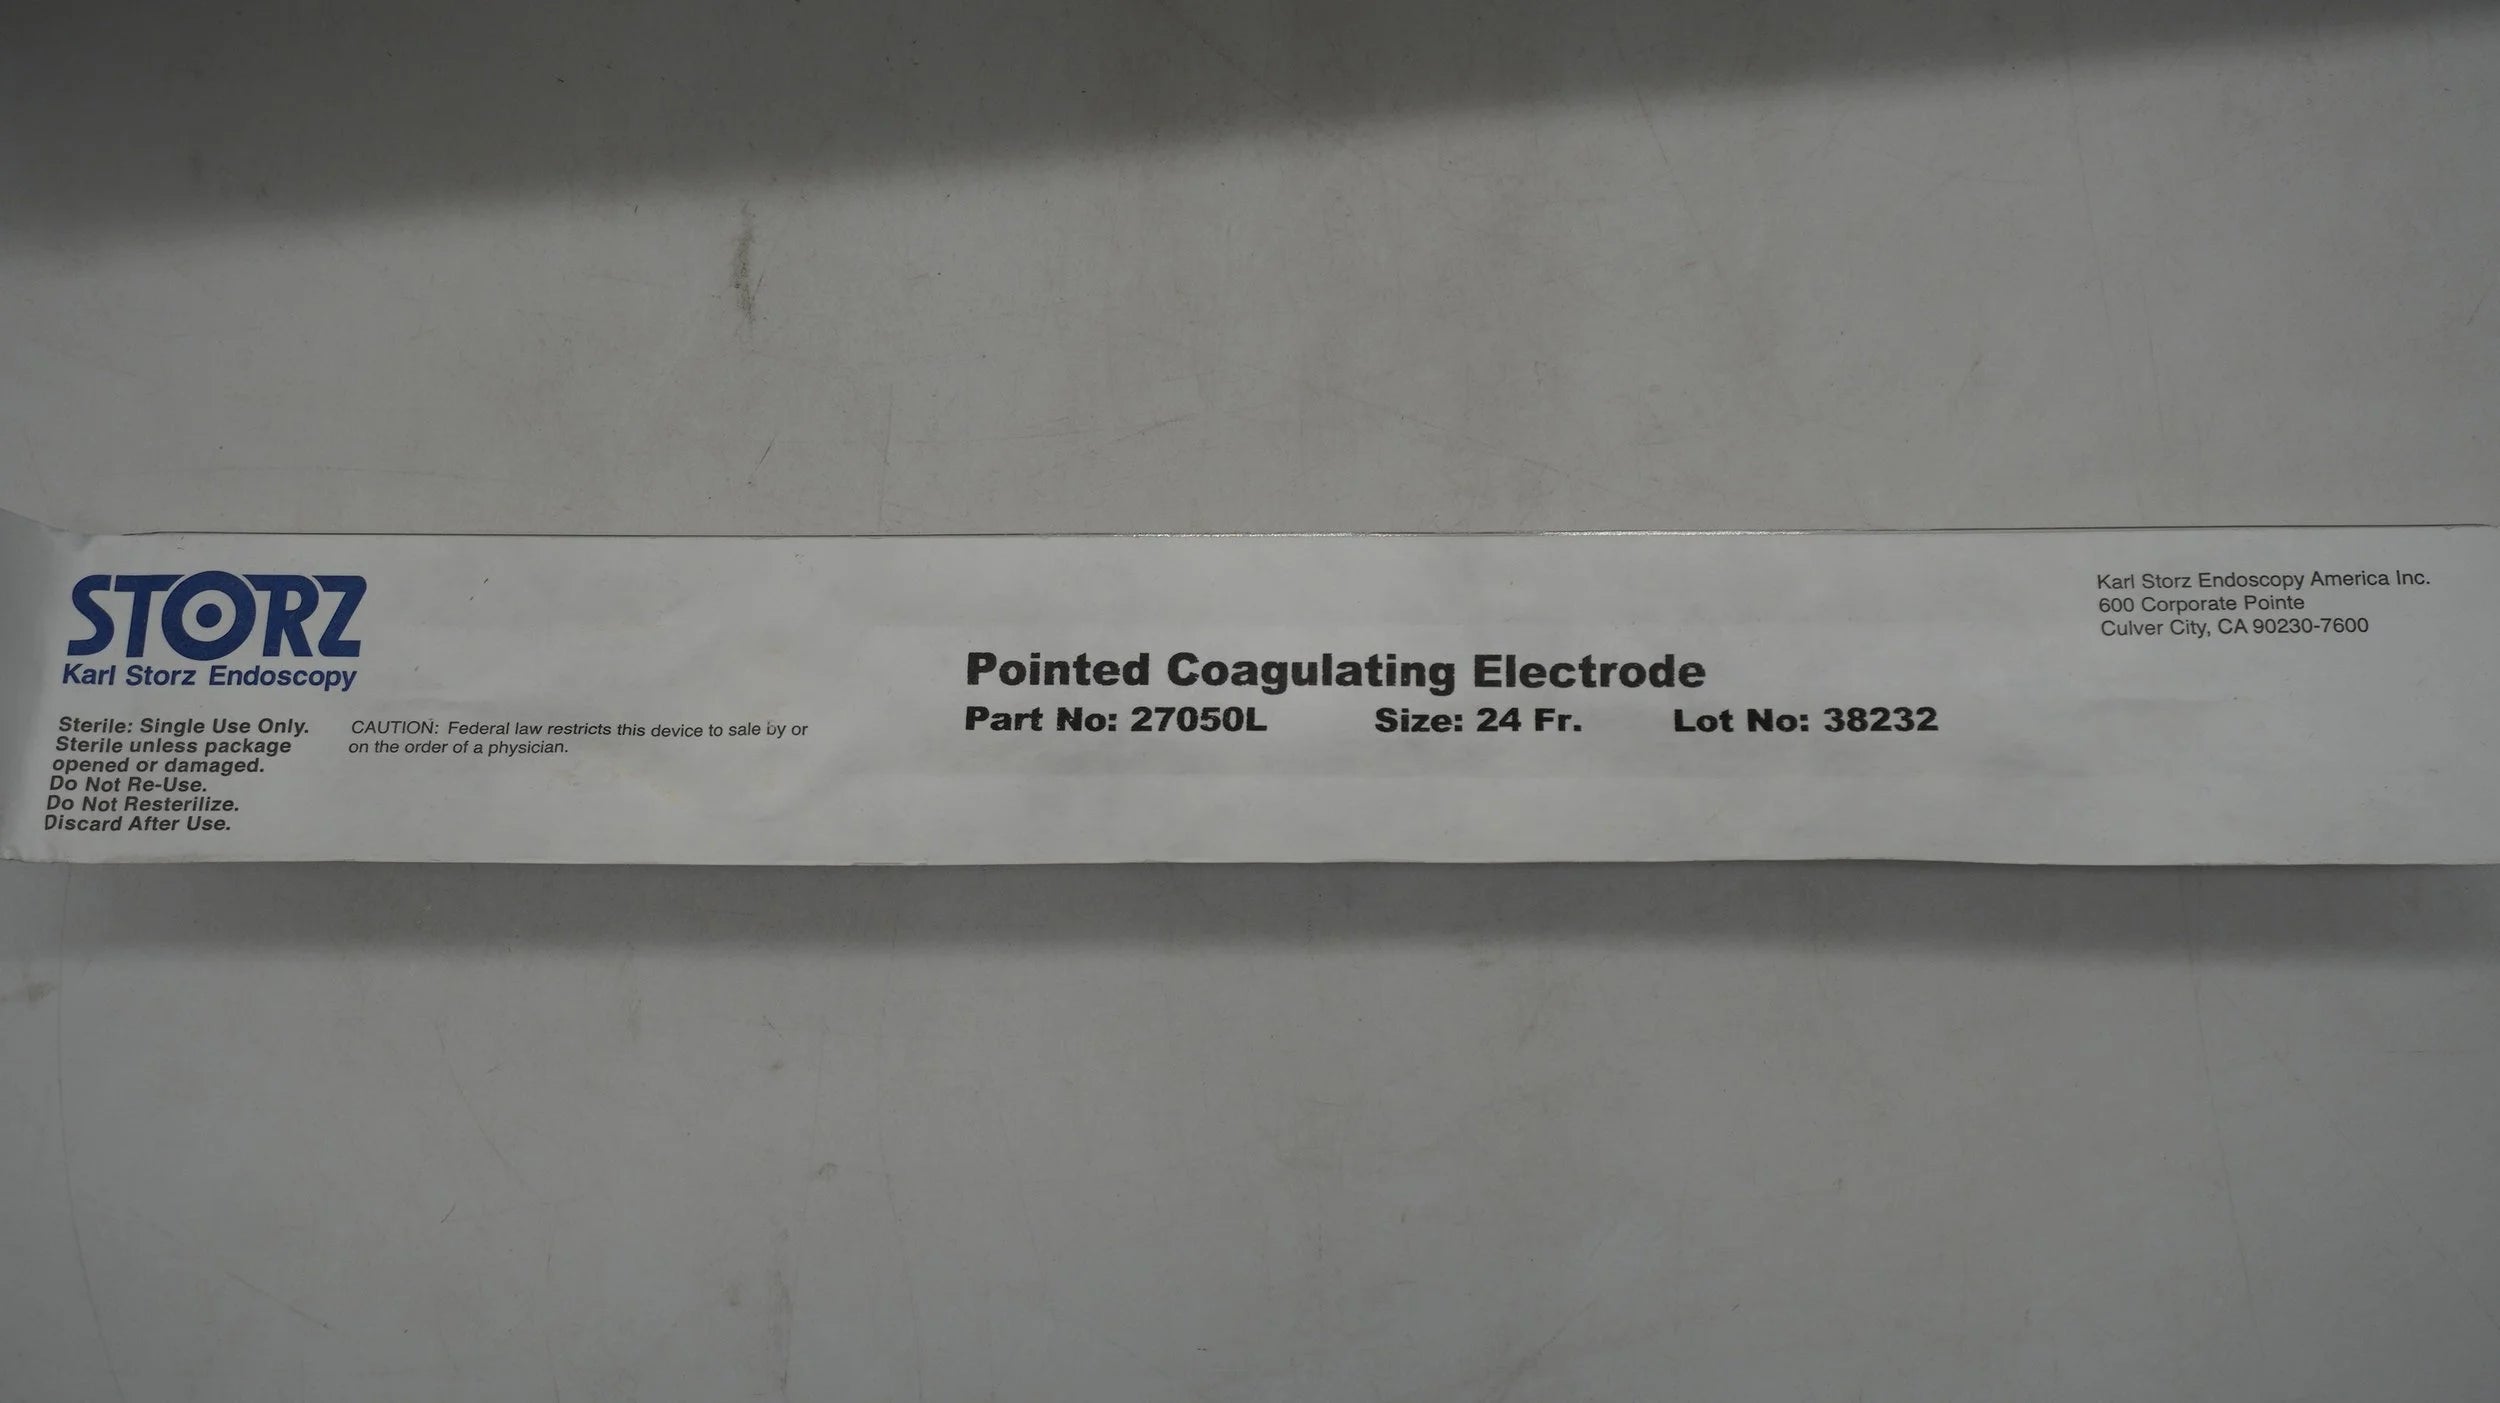 STORZ
Karl Storz Endoscopy
Sterile: Single Use Only.
Sterile unless package
opened or damaged.
Do Not Re-Use.
Do Not Resterilize.
Discard After Use.
CAUTION: Federal law restricts this device to sale by or
on the order of a physician.
Pointed Coagulating Electrode
Part No: 27050L Size: 24 Fr. Lot No: 38232
Karl Storz Endoscopy America Inc.
600 Corporate Pointe
Culver City, CA 90230-7600